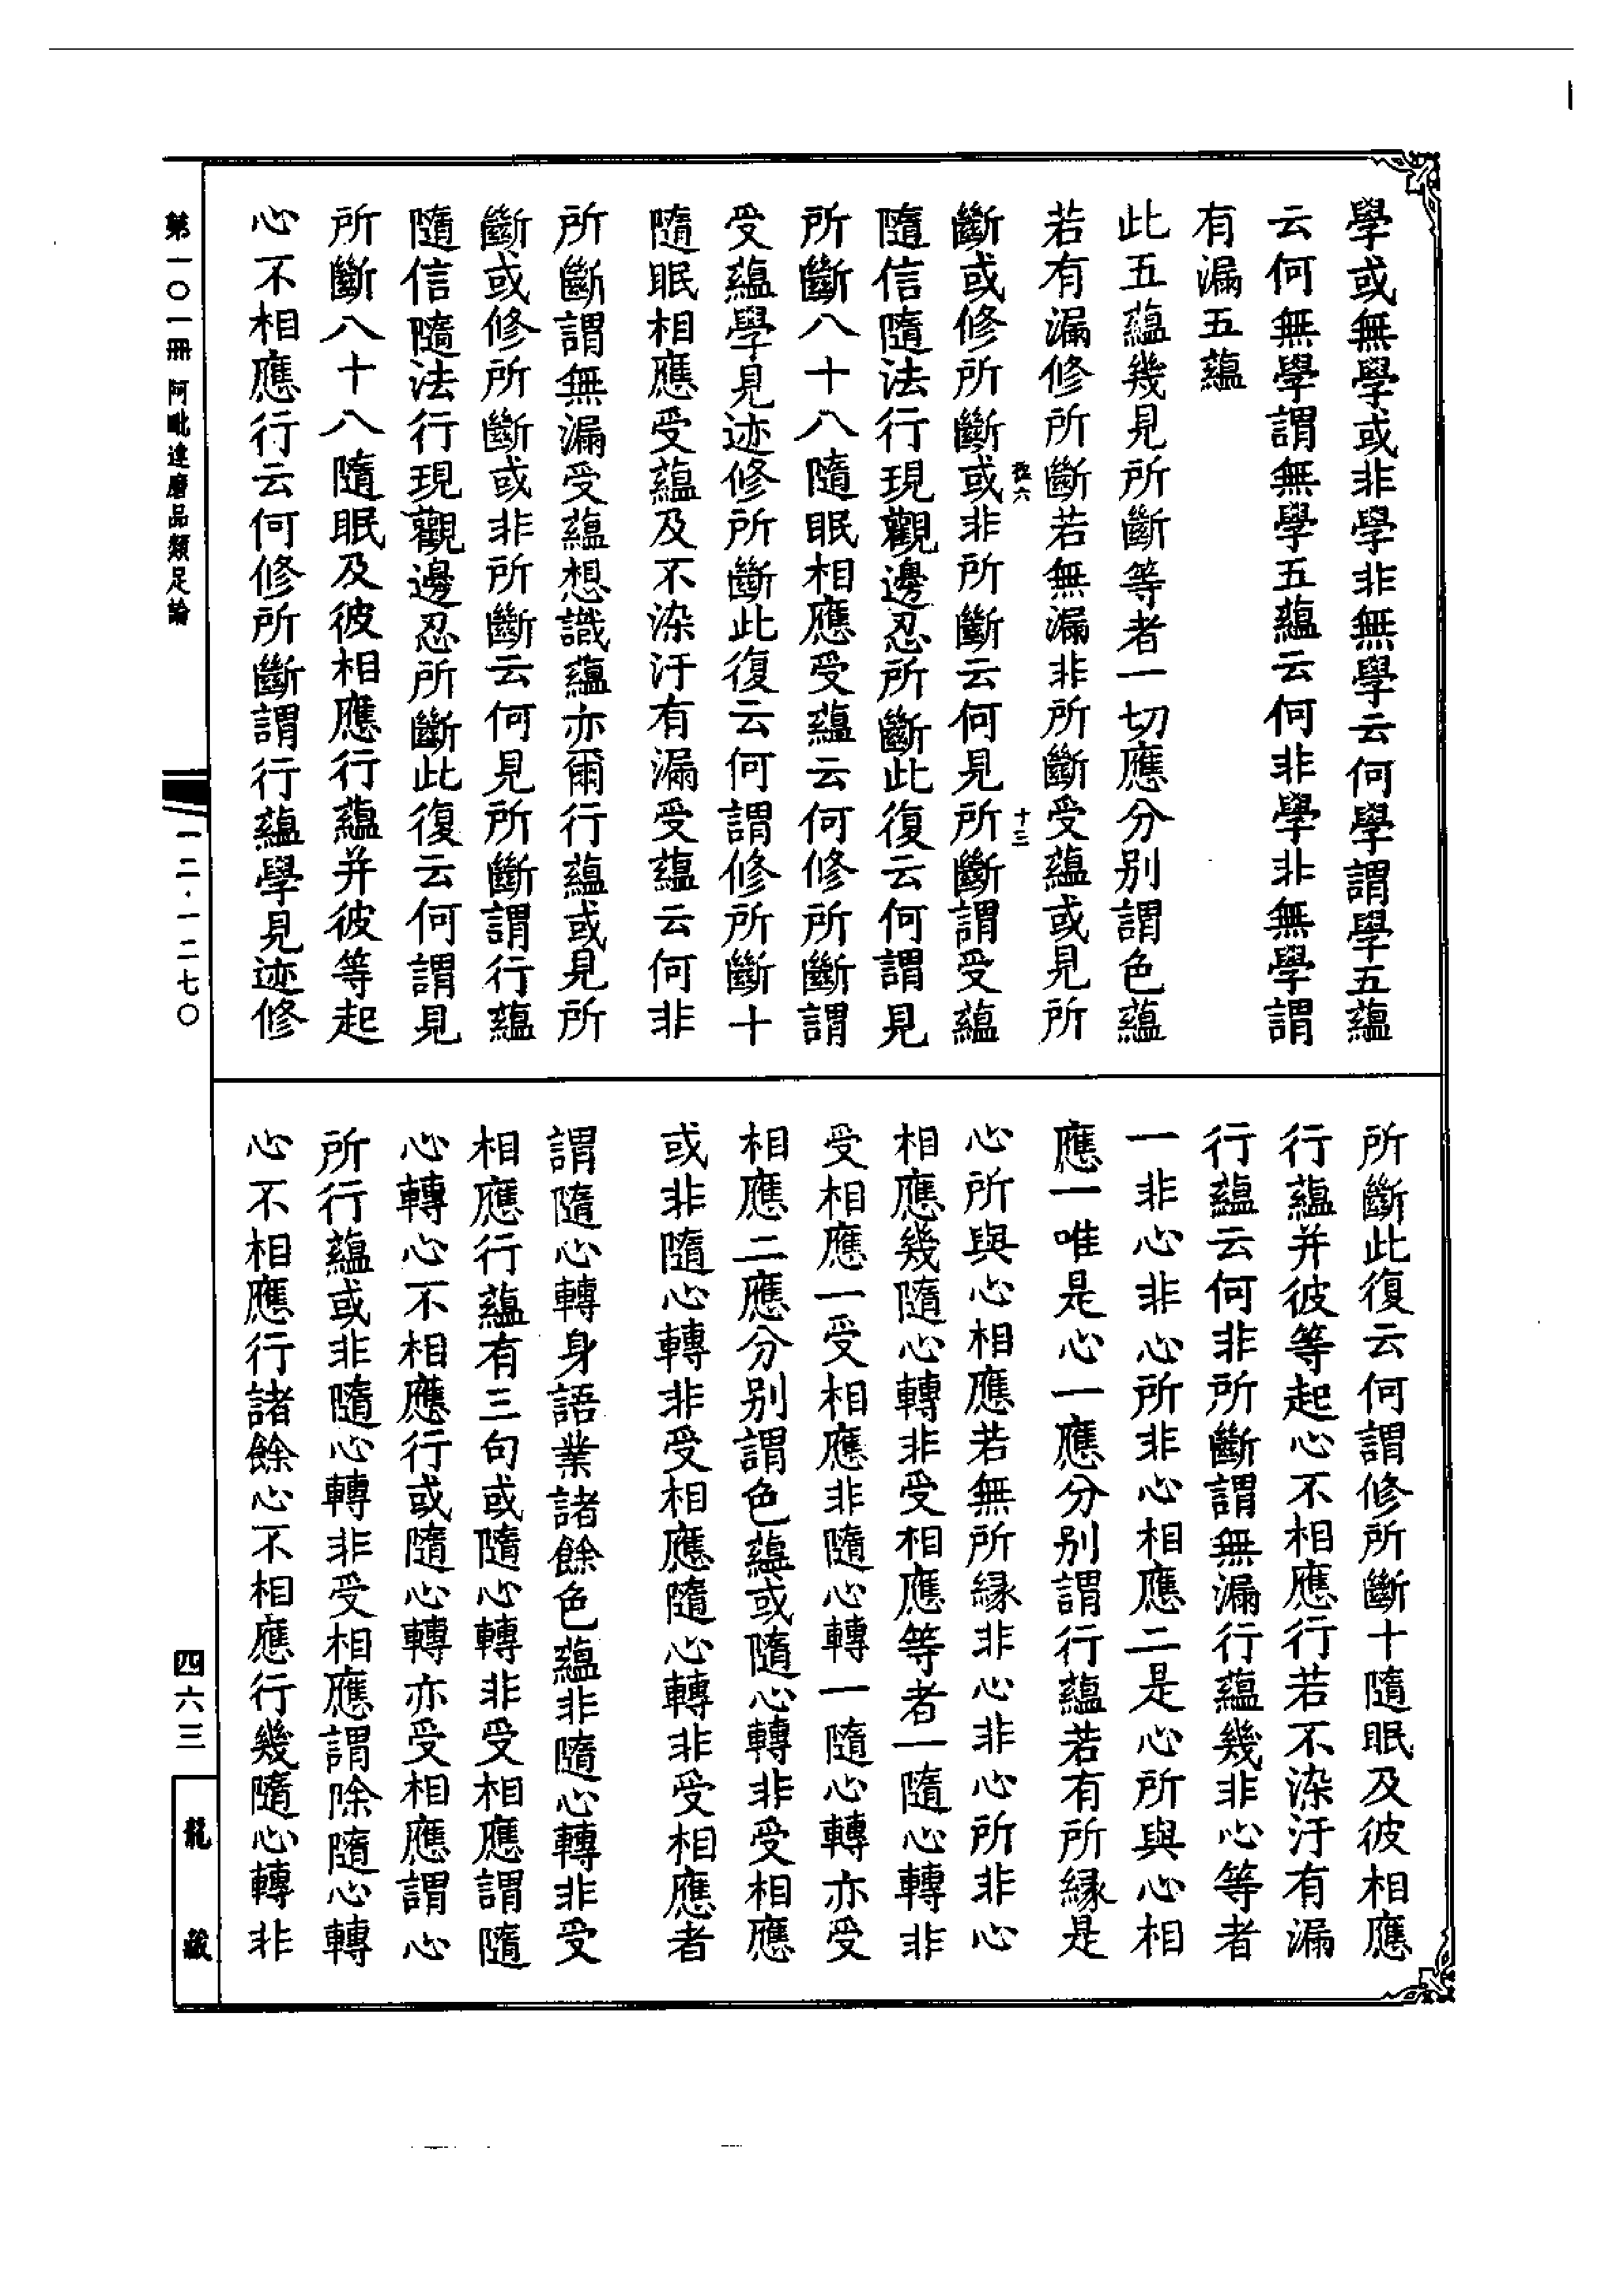 學或無學或非學非無學云何學謂學五蘊
云何無學謂無學五蘊云何非學非無學謂
有漏五蘊
此五蘊幾見所斷等者一切應分別謂色蘊
若有漏修所斷若無漏非所斷受蘊或見所
十三
斷或修所斷或非所斷云何見所斷謂受蘊
隨信隨法行現觀邊忍所斷此復云何謂見
所斷八十八隨眠相應受蘊云何修所斷謂
受蘊學見迹修所斷此復云何謂修所斷十
隨眠相應受蘊及不染汙有漏受蘊云何非
所斷謂無漏受蘊想識蘊亦爾行蘊或見所
斷或修所斷或非所斷云何見所斷謂行蘊
隨信隨法行現觀邊忍所斷此復云何謂見
所斷八十八隨眠及彼相應行蘊并彼等起
心不相應行云何修所斷謂行蘊學見迹修
所斷此復云何謂修所斷十隨眠及彼相應
行蘊并彼等起心不相應行若不染汙有漏
行蘊云何非所斷謂無漏行蘊幾非心等者
一非心非心所非心相應二是心所與心相
應一唯是心一應分別謂行蘊若有所緣是
心所與心相應若無所緣非心非心所非心
相應幾隨心轉非受相應等者一隨心轉非
受相應一受相應非隨心轉一隨心轉亦受
相應二應分別謂色蘊或隨心轉非受相應
或非隨心轉非受相應隨心轉非受相應者
謂隨心轉身語業諸餘色蘊非隨心轉非受
相應行蘊有三句或隨心轉非受相應謂隨
心轉心不相應行或隨心轉亦受相應謂心
所行蘊或非隨心轉非受相應謂除隨心轉
心不相應行諸餘心不相應行幾隨心轉非
第一〇一冊 阿毗達磨品類足論
一二·一二七〇
四六三
龍藏